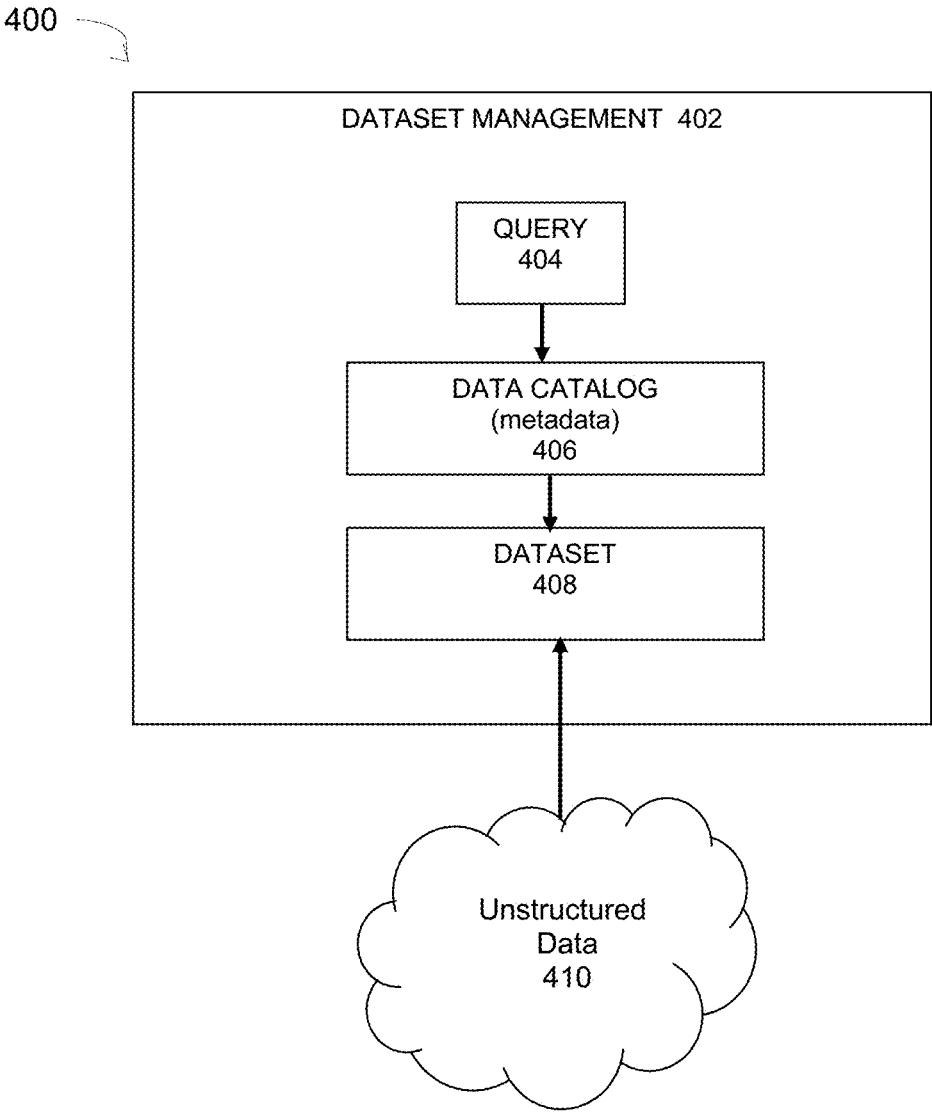 400
DATASET MANAGEMENT 402
QUERY
404
DATA CATALOG
(metadata)
406
DATASET
408
Unstructured
Data
410